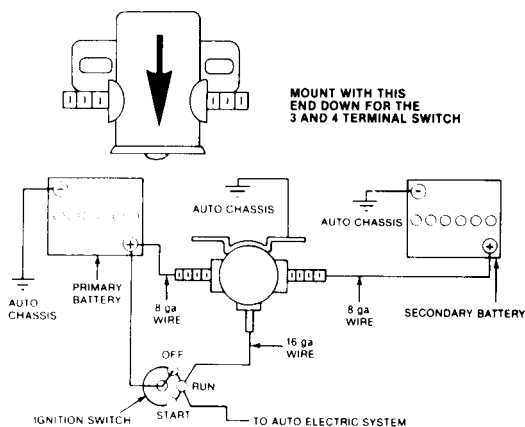 MOUNT WITH THIS
END DOWN FOR THE
3 AND 4 TERMINAL SWITCH
AUTO CHASSIS
AUTO CHASSIS
AUTO
CHASSIS
PRIMARY
BATTERY
8 ga
WIRE
8 ga
WIRE
SECONDARY BATTERY
16 ga
WIRE
OFF
RUN
START
IGNITION SWITCH
TO AUTO ELECTRIC SYSTEM